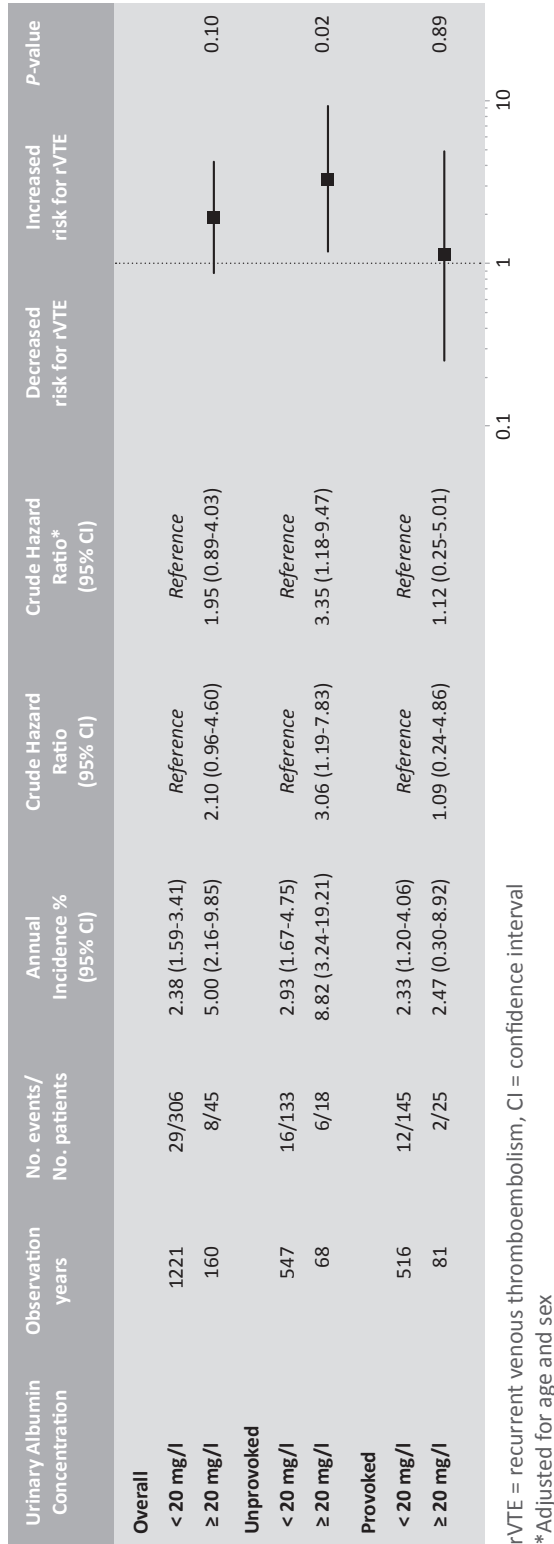 Urinary Albumin Concentration | Observation years | No. events/ No. patients | Annual Incidence % (95% CI) | Crude Hazard Ratio (95% CI) | Crude Hazard Ratio* (95% CI) | Decreased risk for rVTE | Increased risk for rVTE | P-value
Overall
< 20 mg/l 1221 29/306 2.38 (1.59-3.41) Reference Reference
≥ 20 mg/l 160 8/45 5.00 (2.16-9.85) 2.10 (0.96-4.60) 1.95 (0.89-4.03) 0.10
Unprovoked
< 20 mg/l 547 16/133 2.93 (1.67-4.75) Reference Reference
≥ 20 mg/l 68 6/18 8.82 (3.24-19.21) 3.06 (1.19-7.83) 3.35 (1.18-9.47) 0.02
Provoked
< 20 mg/l 516 12/145 2.33 (1.20-4.06) Reference Reference
≥ 20 mg/l 81 2/25 2.47 (0.30-8.92) 1.09 (0.24-4.86) 1.12 (0.25-5.01) 0.89
0.1 1 10
rVTE = recurrent venous thromboembolism, CI = confidence interval
*Adjusted for age and sex